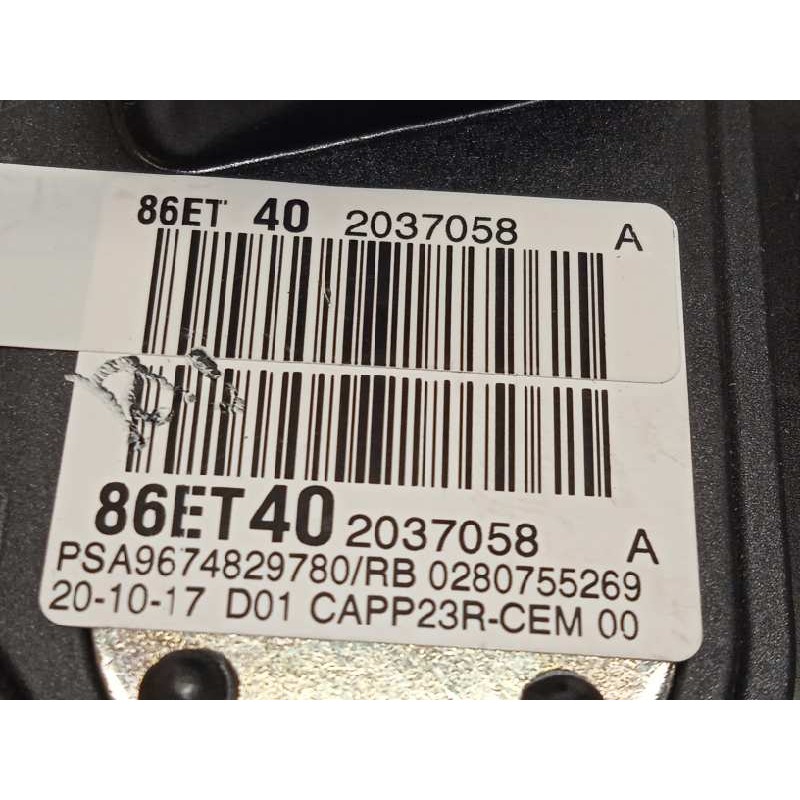 86ET 40 2037058 A
86ET40 2037058 A
PSA9674829780/RB 0280755269
20-10-17 D01 CAPP23R-CEM 00